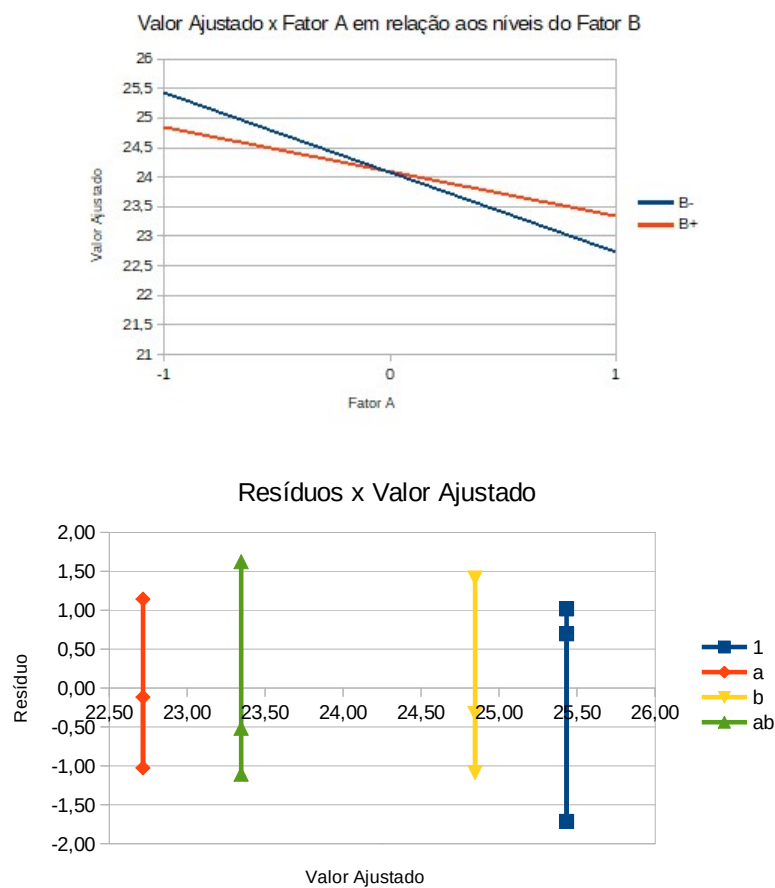 Valor Ajustado x Fator A em relação aos níveis do Fator B
26
25,5
25
24,5
24
23,5
23
22,5
22
21,5
21
Valor Ajustado
-1 0 1
Fator A
B-
B+
Resíduos x Valor Ajustado
2,00
1,50
1,00
0,50
0,00
-0,50
-1,00
-1,50
-2,00
Resíduo
22,50 23,00 23,50 24,00 24,50 25,00 25,50 26,00
Valor Ajustado
1
a
b
ab